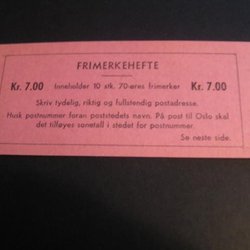 FRIMERKEHEFTE
Kr. 7.00 Inneholder 10 stk. 70-øres frimerker Kr. 7.00
Skriv tydelig, riktig og fullstendig postadresse.
Husk postnummer foran poststedets navn. På post til Oslo skal
det tilføyes sonetall i stedet for postnummer.
Se neste side.